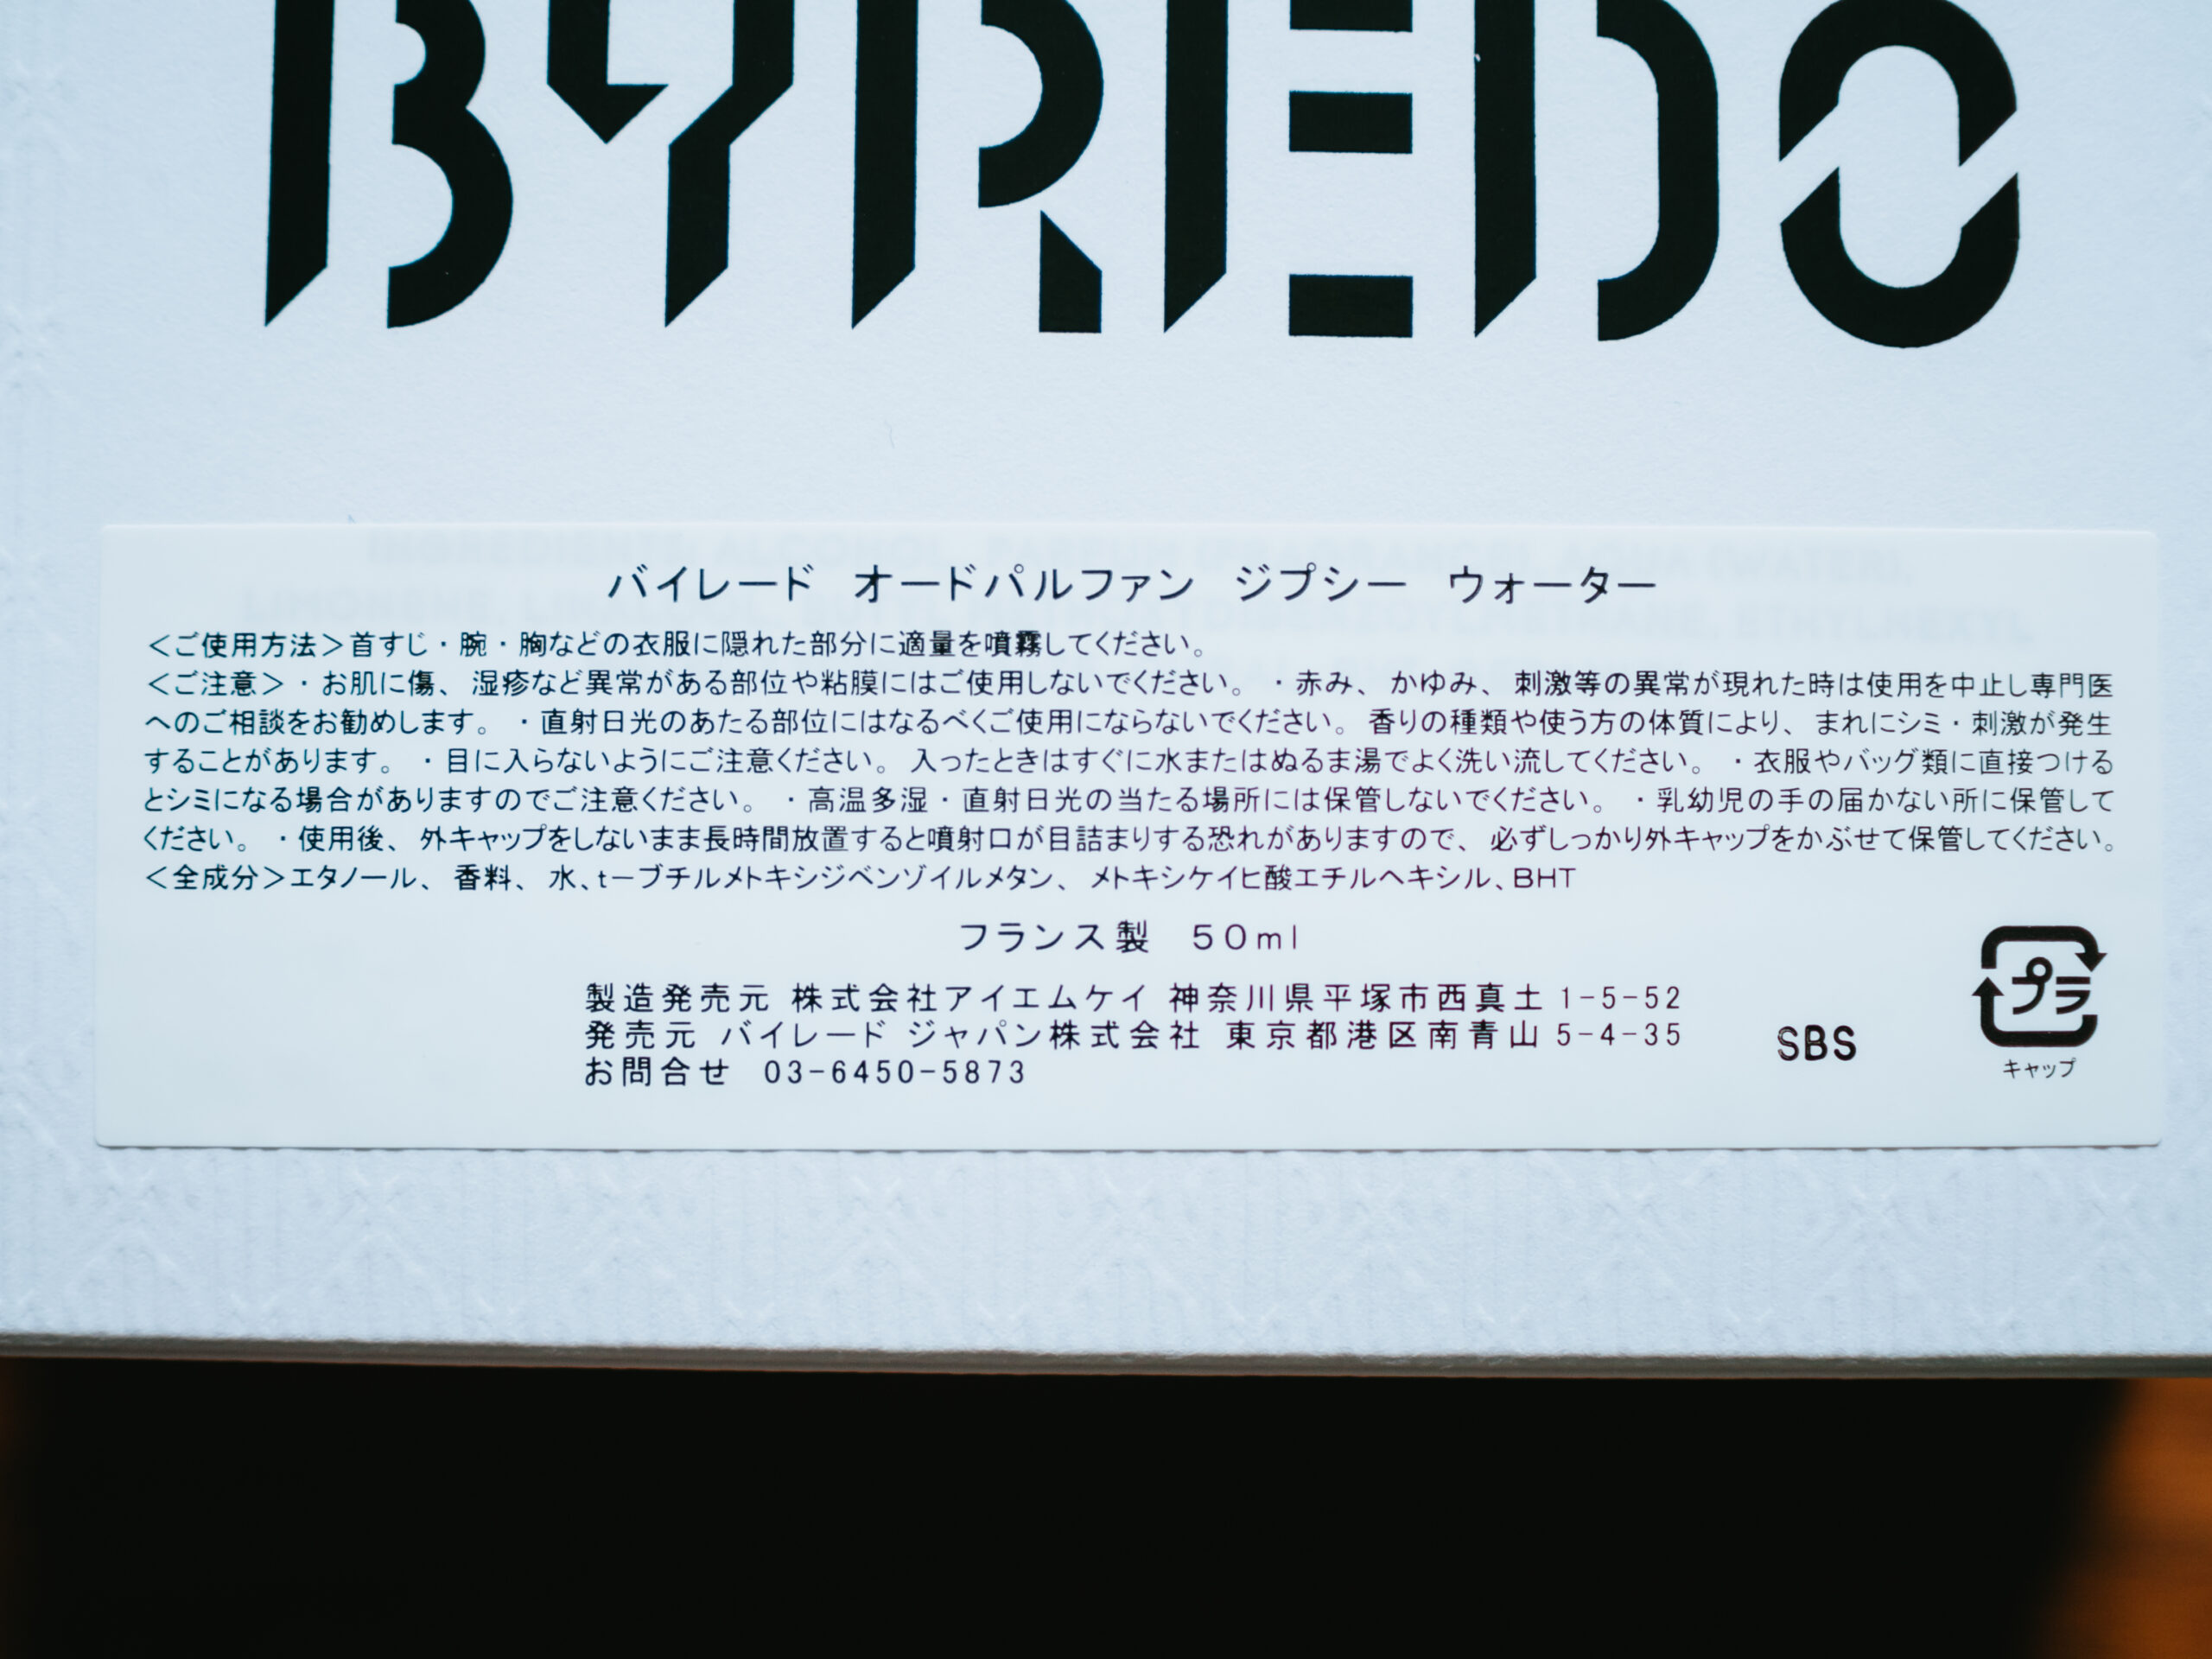 BYREDO
バイレード オードパルファン ジプシー ウォーター
＜ご使用方法＞首すじ・腕・胸などの衣服に隠れた部分に適量を噴霧してください。
＜ご注意＞・お肌に傷、湿疹など異常がある部位や粘膜にはご使用しないでください。・赤み、かゆみ、刺激等の異常が現れた時は使用を中止し専門医
へのご相談をお勧めします。・直射日光のあたる部位にはなるべくご使用にならないでください。香りの種類や使う方の体質により、まれにシミ・刺激が発生
することがあります。・目に入らないようにご注意ください。入ったときはすぐに水またはぬるま湯でよく洗い流してください。・衣服やバッグ類に直接つける
とシミになる場合がありますのでご注意ください。・高温多湿・直射日光の当たる場所には保管しないでください。・乳幼児の手の届かない所に保管して
ください。・使用後、外キャップをしないまま長時間放置すると噴射口が目詰まりする恐れがありますので、必ずしっかり外キャップをかぶせて保管してください。
＜全成分＞エタノール、香料、水、t－ブチルメトキシジベンゾイルメタン、メトキシケイヒ酸エチルヘキシル、BHT
フランス製 50ml
製造発売元 株式会社アイエムケイ 神奈川県平塚市西真土 1-5-52
発売元 バイレード ジャパン株式会社 東京都港区南青山 5-4-35
お問合せ 03-6450-5873
SBS
プラ
キャップ